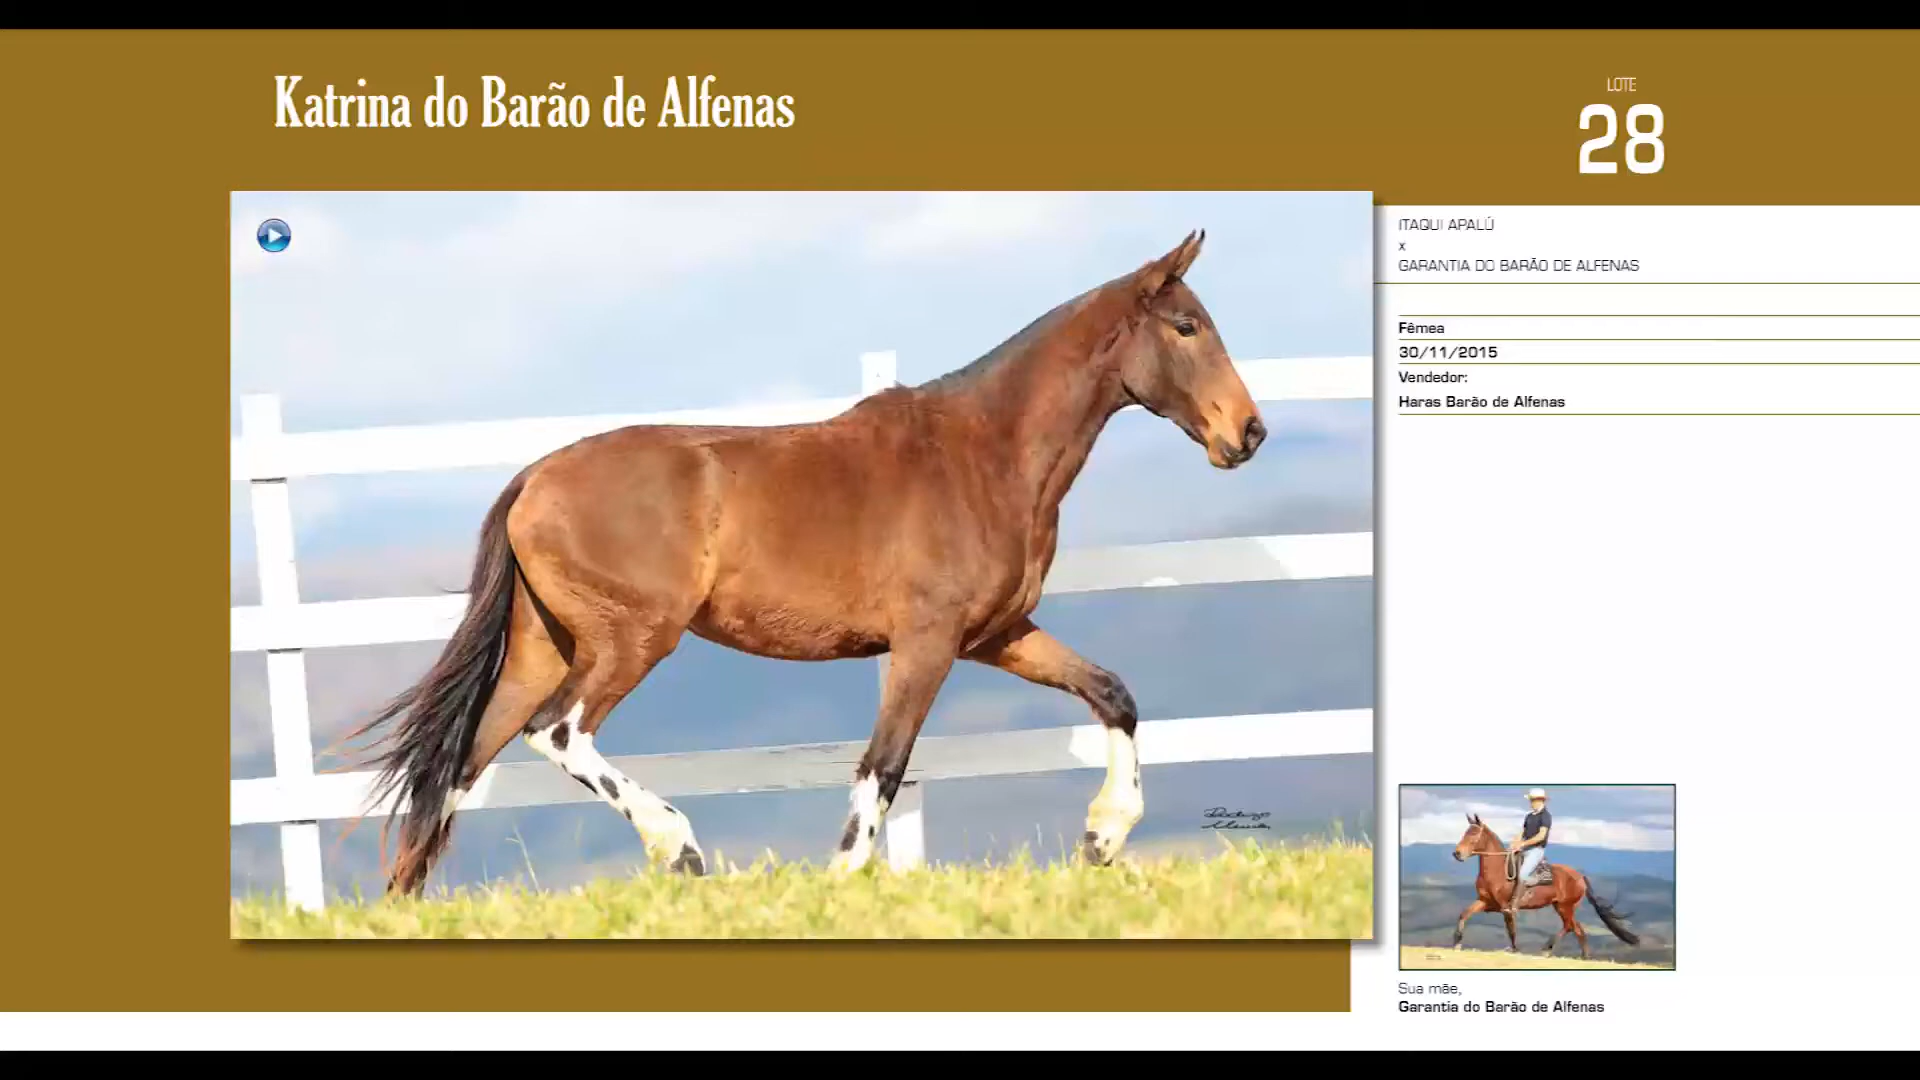 Katrina do Barão de Alfenas
LOTE
28
ITAQUI APALÚ
x
GARANTIA DO BARÃO DE ALFENAS
Fêmea
30/11/2015
Vendedor:
Haras Barão de Alfenas
Sua mãe,
Garantia do Barão de Alfenas